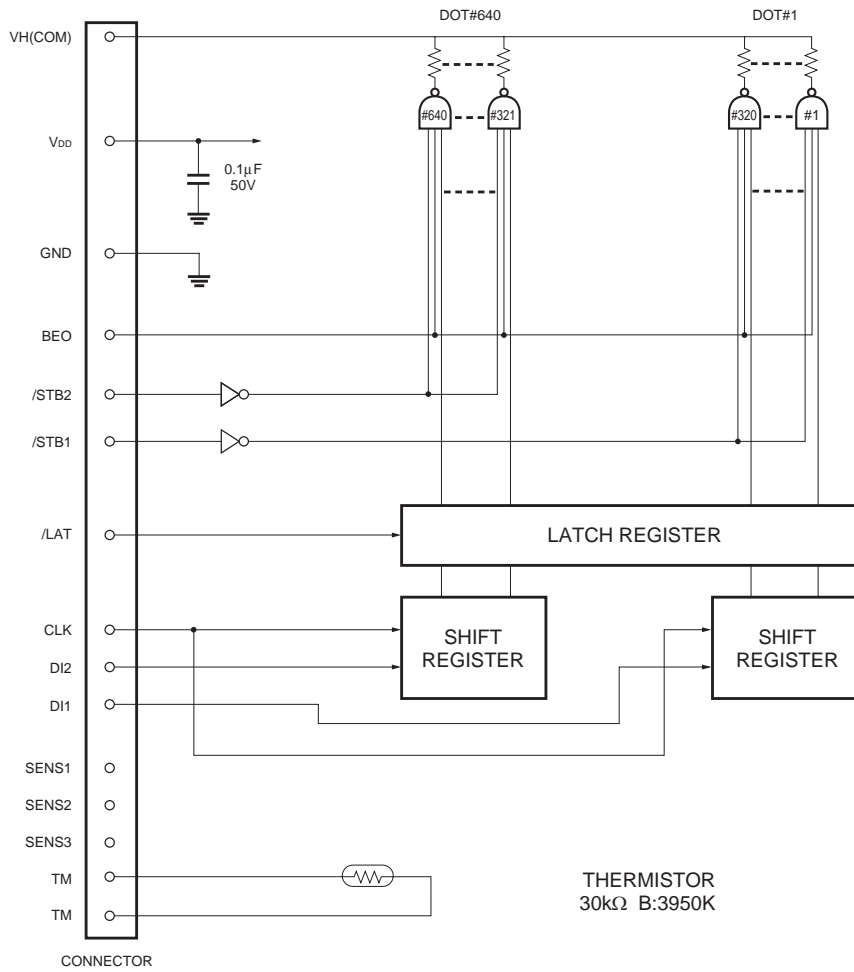 DOT#640
DOT#1
VH(COM)
#640
#321
#320
#1
VDD
0.1μF
50V
GND
BEO
/STB2
/STB1
/LAT
LATCH REGISTER
CLK
SHIFT
REGISTER
SHIFT
REGISTER
DI2
DI1
SENS1
SENS2
SENS3
TM
THERMISTOR
30kΩ B:3950K
TM
CONNECTOR